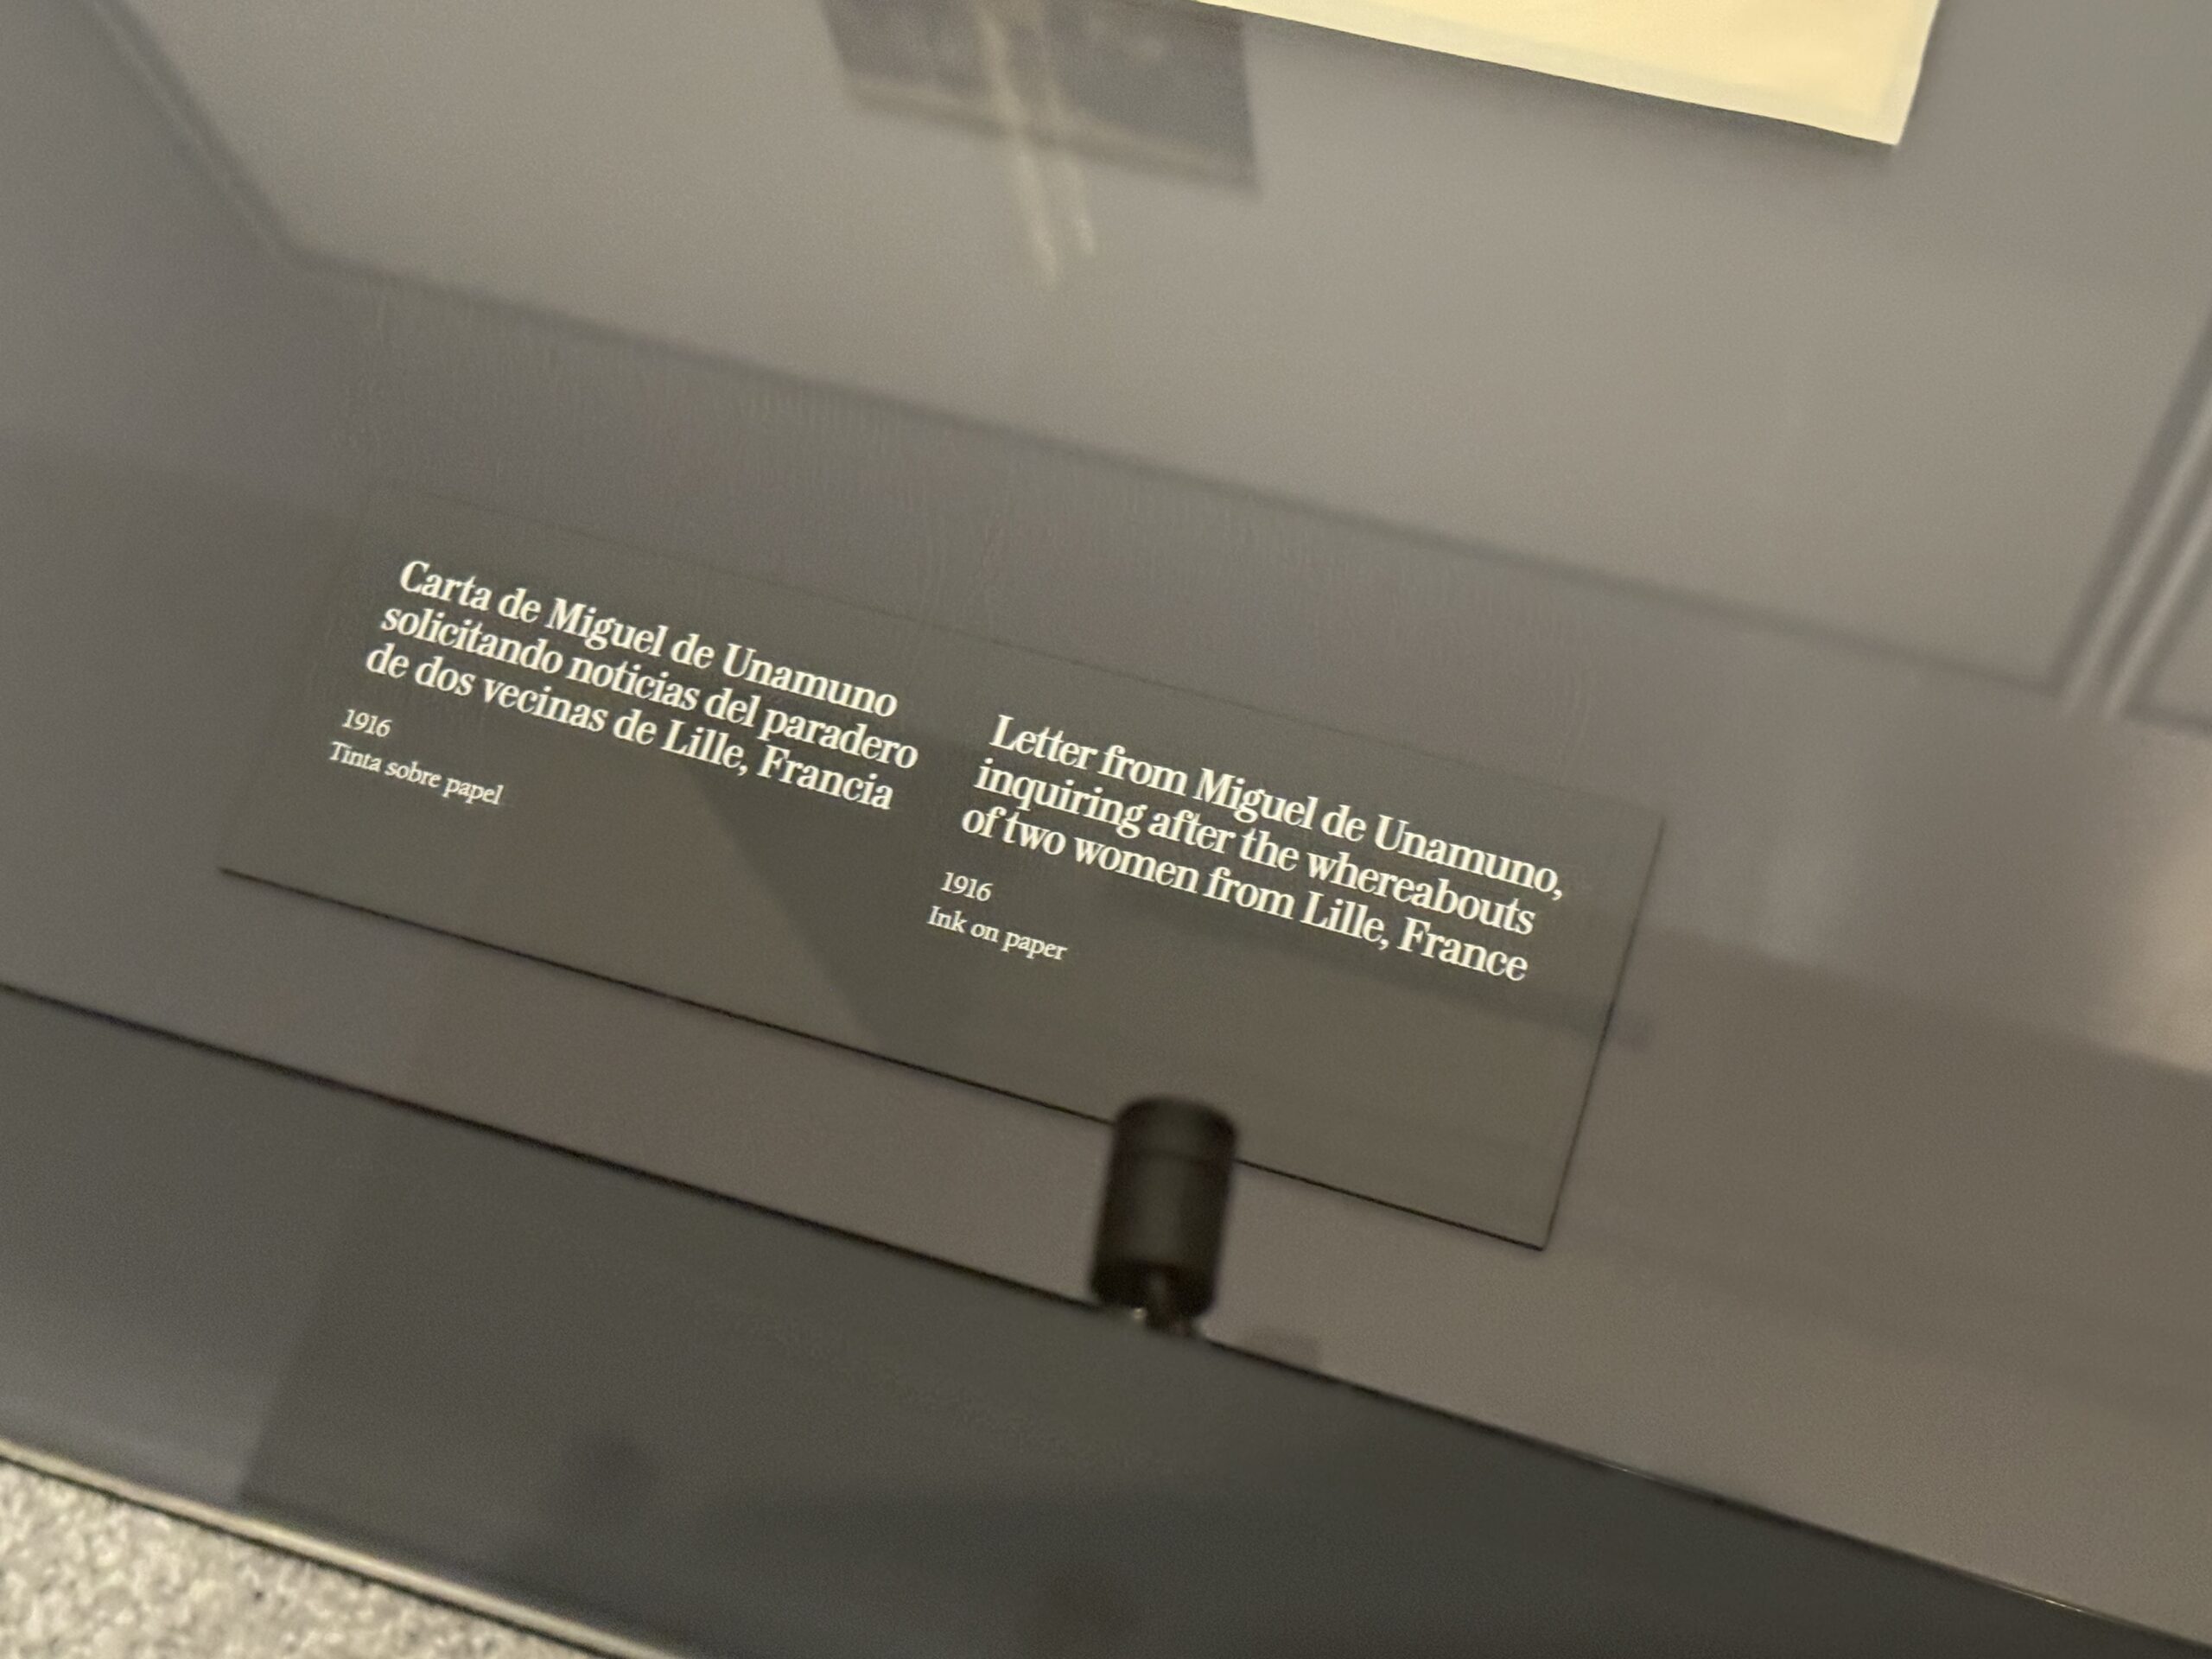 Carta de Miguel de Unamuno
solicitando noticias del paradero
de dos vecinas de Lille, Francia
1916
Tinta sobre papel
Letter from Miguel de Unamuno,
inquiring after the whereabouts
of two women from Lille, France
1916
Ink on paper